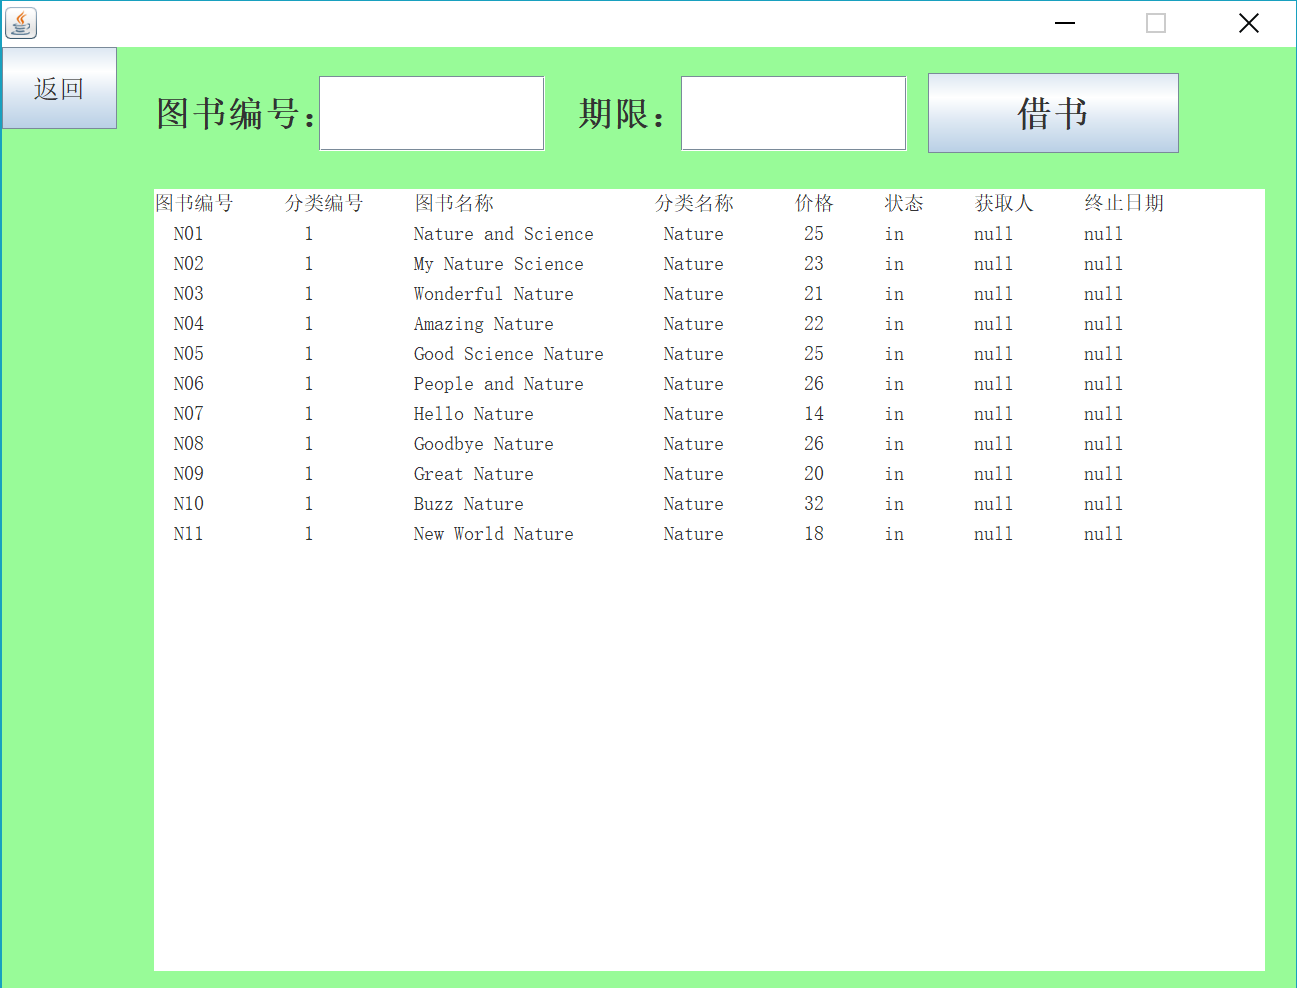 返回
图书编号: 期限: 借书
图书编号 分类编号 图书名称 分类名称 价格 状态 获取人 终止日期
N01 1 Nature and Science Nature 25 in null null
N02 1 My Nature Science Nature 23 in null null
N03 1 Wonderful Nature Nature 21 in null null
N04 1 Amazing Nature Nature 22 in null null
N05 1 Good Science Nature Nature 25 in null null
N06 1 People and Nature Nature 26 in null null
N07 1 Hello Nature Nature 14 in null null
N08 1 Goodbye Nature Nature 26 in null null
N09 1 Great Nature Nature 20 in null null
N10 1 Buzz Nature Nature 32 in null null
N11 1 New World Nature Nature 18 in null null